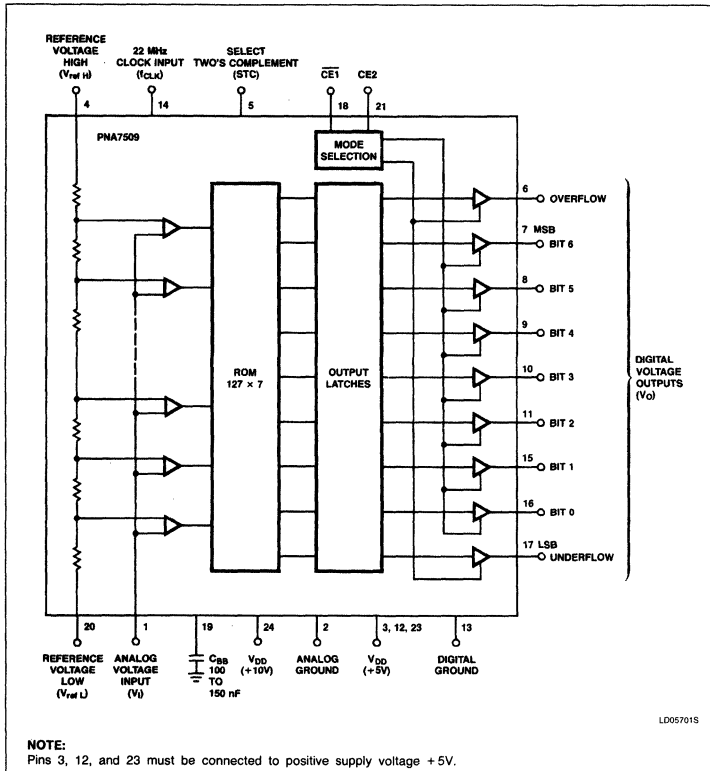 REFERENCE
VOLTAGE
HIGH
(Vref H)
4
22 MHz
CLOCK INPUT
(fCLK)
14
SELECT
TWO'S COMPLEMENT
(STC)
5
CE1
18
CE2
21
PNA7509
MODE
SELECTION
6
OVERFLOW
7 MSB
BIT 6
8
BIT 5
9
BIT 4
10
BIT 3
11
BIT 2
15
BIT 1
16
BIT 0
17 LSB
UNDERFLOW
ROM
127 × 7
OUTPUT
LATCHES
DIGITAL
VOLTAGE
OUTPUTS
(VO)
20
REFERENCE
VOLTAGE
LOW
(Vref L)
1
ANALOG
VOLTAGE
INPUT
(VI)
19
CBB
100
TO
150 nF
24
VDD
(+10V)
2
ANALOG
GROUND
3, 12, 23
VDD
(+5V)
13
DIGITAL
GROUND
LD05701S
NOTE:
Pins 3, 12, and 23 must be connected to positive supply voltage +5V.